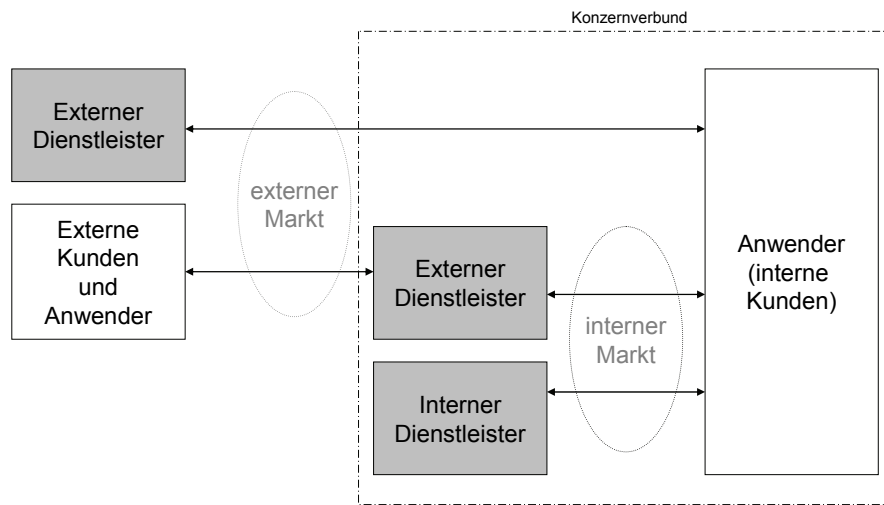 Konzernverbund
Externer
Dienstleister
externer
Markt
Externe
Kunden
und
Anwender
Externer
Dienstleister
Interner
Dienstleister
interner
Markt
Anwender
(interne
Kunden)